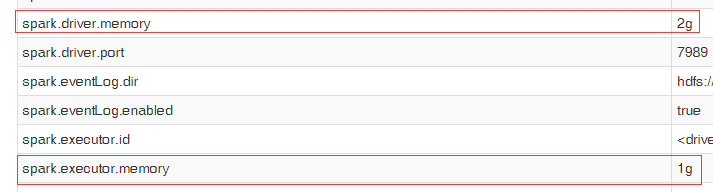 spark.driver.memory 2g
spark.driver.port 7989
spark.eventLog.dir hdfs:/
spark.eventLog.enabled true
spark.executor.id <drive
spark.executor.memory 1g